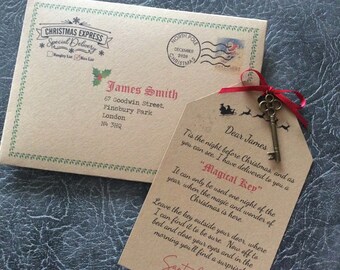 CHRISTMAS EXPRESS
Special Delivery
DECEMBER
CHRISTMAS
James Smith
67 Goodwin Street,
Finsbury Park
London
N4 3HQ
Dear James
Tis the night before Christmas, and as
you can see, I have delivered to you a
"Magical Key"
It can only be used one night of the
year, when the magic and wonder of
Christmas is here.
Leave the key outside your door, where
I can find it to be sure. Now off to
bed and close your eyes and in the
morning you'll find a surprise